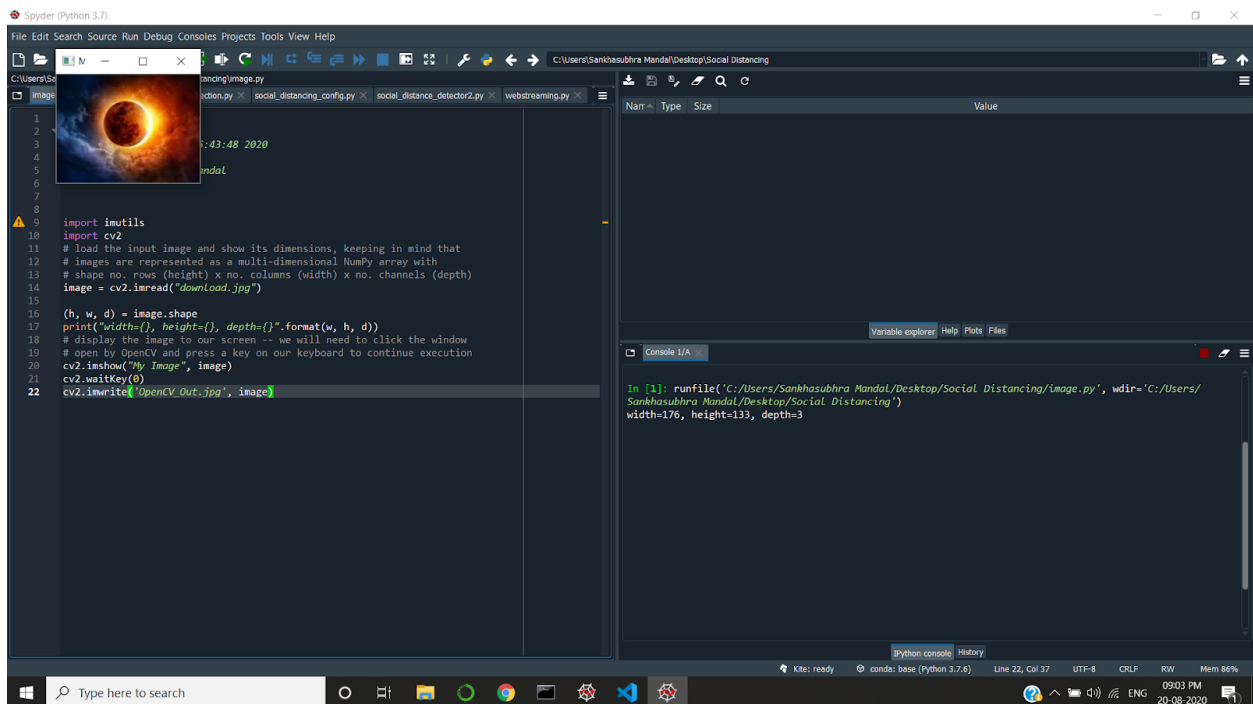 Spyder (Python 3.7)
File Edit Search Source Run Debug Consoles Projects Tools View Help
C:\Users\Sankhasubhra Mandal\Desktop\Social Distancing
M
C:\Users\Sa
tancing\image.py
image
ection.py
social_distancing_config.py
social_distance_detector2.py
webstreaming.py
1
2
3 5:43:48 2020
4
5 andal
6
7
8
9 import imutils
10 import cv2
11 # load the input image and show its dimensions, keeping in mind that
12 # images are represented as a multi-dimensional NumPy array with
13 # shape no. rows (height) x no. columns (width) x no. channels (depth)
14 image = cv2.imread("download.jpg")
15
16 (h, w, d) = image.shape
17 print("width={}, height={}, depth={}".format(w, h, d))
18 # display the image to our screen -- we will need to click the window
19 # open by OpenCV and press a key on our keyboard to continue execution
20 cv2.imshow("My Image", image)
21 cv2.waitKey(0)
22 cv2.imwrite('OpenCV_Out.jpg', image)
Nam Type Size Value
Variable explorer Help Plots Files
Console 1/A
In [1]: runfile('C:/Users/Sankhasubhra Mandal/Desktop/Social Distancing/image.py', wdir='C:/Users/
Sankhasubhra Mandal/Desktop/Social Distancing')
width=176, height=133, depth=3
IPython console History
Kite: ready conda: base (Python 3.7.6) Line 22, Col 37 UTF-8 CRLF RW Mem 86%
Type here to search
ENG
09:03 PM
20-08-2020
1